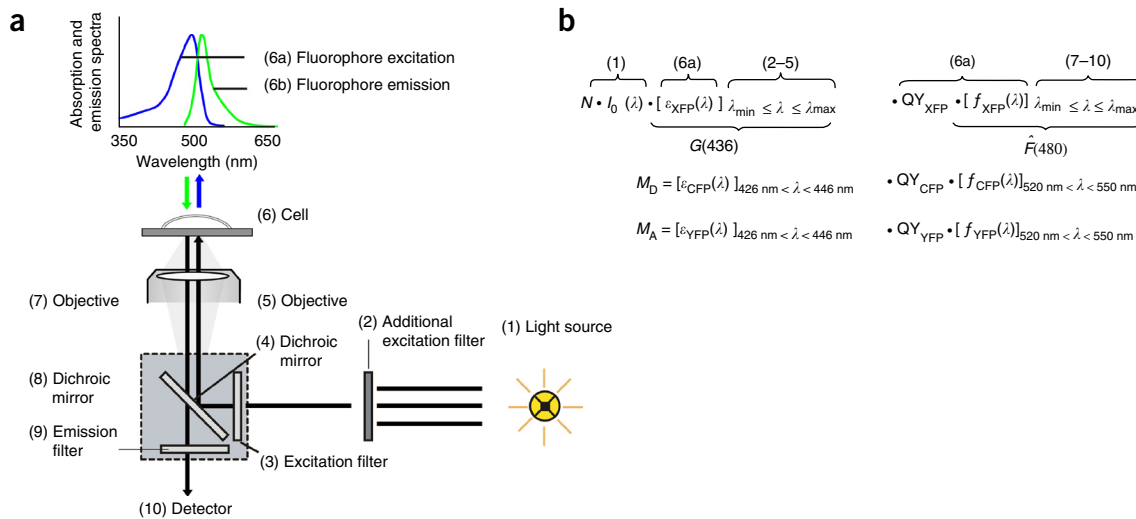 a
Absorption and
emission spectra
(6a) Fluorophore excitation
(6b) Fluorophore emission
350 500 650
Wavelength (nm)
(6) Cell
(7) Objective
(5) Objective
(4) Dichroic
mirror
(2) Additional
excitation filter
(1) Light source
(8) Dichroic
mirror
(9) Emission
filter
(3) Excitation filter
(10) Detector
b
(1) (6a) (2–5) (6a) (7–10)
N • I₀ (λ) • [ εXFP(λ) ] λmin ≤ λ ≤ λmax • QYXFP • [ fXFP(λ)] λmin ≤ λ ≤ λmax
G(436) F̂(480)
MD = [εCFP(λ) ]426 nm < λ < 446 nm • QYCFP • [ fCFP(λ)]520 nm < λ < 550 nm
MA = [εYFP(λ) ]426 nm < λ < 446 nm • QYYFP • [ fYFP(λ)]520 nm < λ < 550 nm